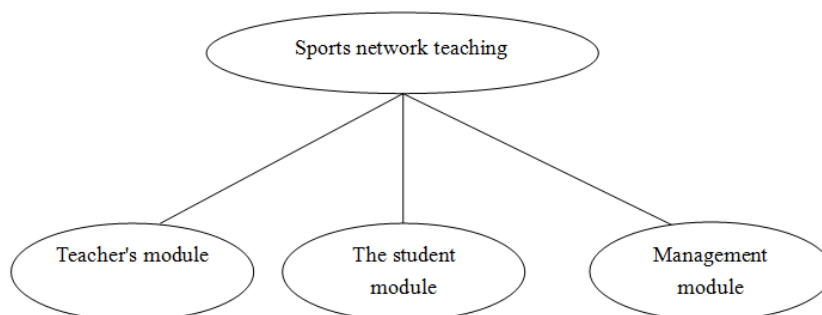 Sports network teaching
Teacher's module
The student
module
Management
module